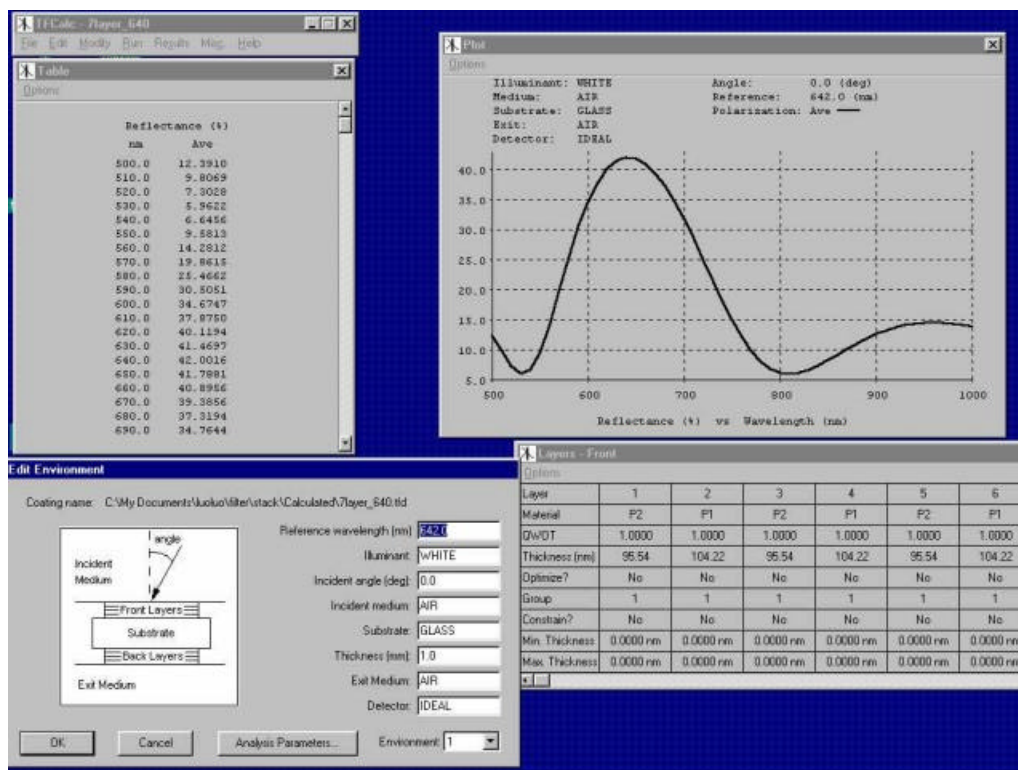 TFCalc - 7layer_640
File Edit Modify Run Results Misc. Help
Table
Options
Reflectance (%)
nm Ave
500.0 12.3910
510.0 9.8069
520.0 7.3028
530.0 5.9622
540.0 6.6456
550.0 9.5813
560.0 14.2812
570.0 19.8615
580.0 25.4662
590.0 30.5051
600.0 34.6747
610.0 37.8750
620.0 40.1194
630.0 41.4697
640.0 42.0016
650.0 41.7881
660.0 40.8956
670.0 39.3856
680.0 37.3194
690.0 34.7644
Plot
Options
Illuminant: WHITE Angle: 0.0 (deg)
Medium: AIR Reference: 642.0 (nm)
Substrate: GLASS Polarization: Ave
Exit: AIR
Detector: IDEAL
40.0
35.0
30.0
25.0
20.0
15.0
10.0
5.0
500 600 700 800 900 1000
Reflectance (%) vs Wavelength (nm)
Edit Environment
Coating name: C:\My Documents\luoluo\filter\stack\Calculated\7layer_640.tfd
angle
Incident
Medium
Front Layers
Substrate
Back Layers
Exit Medium
Reference wavelength (nm) 642.0
Illuminant: WHITE
Incident angle (deg): 0.0
Incident medium: AIR
Substrate: GLASS
Thickness (mm): 1.0
Exit Medium: AIR
Detector: IDEAL
OK Cancel Analysis Parameters... Environment: 1
Layers - Front
Options
Layer 1 2 3 4 5 6
Material P2 P1 P2 P1 P2 P1
QWOT 1.0000 1.0000 1.0000 1.0000 1.0000 1.0000
Thickness (nm) 95.54 104.22 95.54 104.22 95.54 104.22
Optimize? No No No No No No
Group 1 1 1 1 1 1
Constrain? No No No No No No
Min. Thickness 0.0000 nm 0.0000 nm 0.0000 nm 0.0000 nm 0.0000 nm 0.0000 nm
Max. Thickness 0.0000 nm 0.0000 nm 0.0000 nm 0.0000 nm 0.0000 nm 0.0000 nm